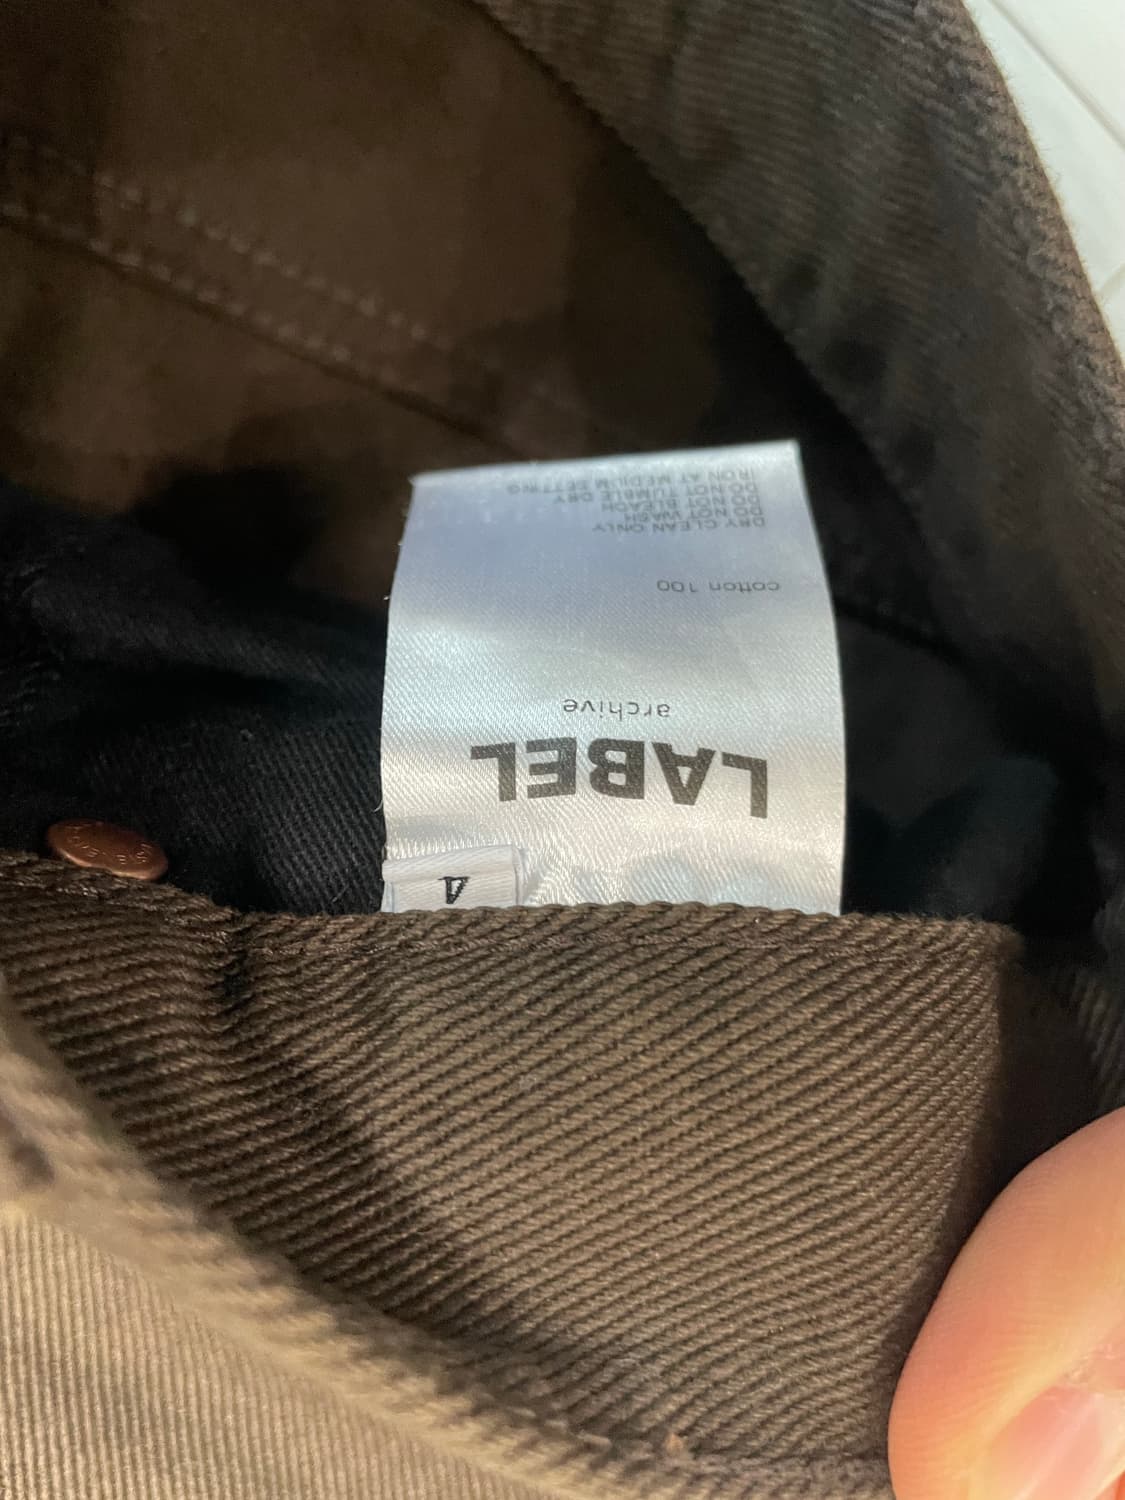 4
LABEL
archive
cotton 100
DRY CLEAN ONLY
DO NOT WASH
DO NOT BLEACH
DO NOT TUMBLE DRY
IRON AT MEDIUM SETTING